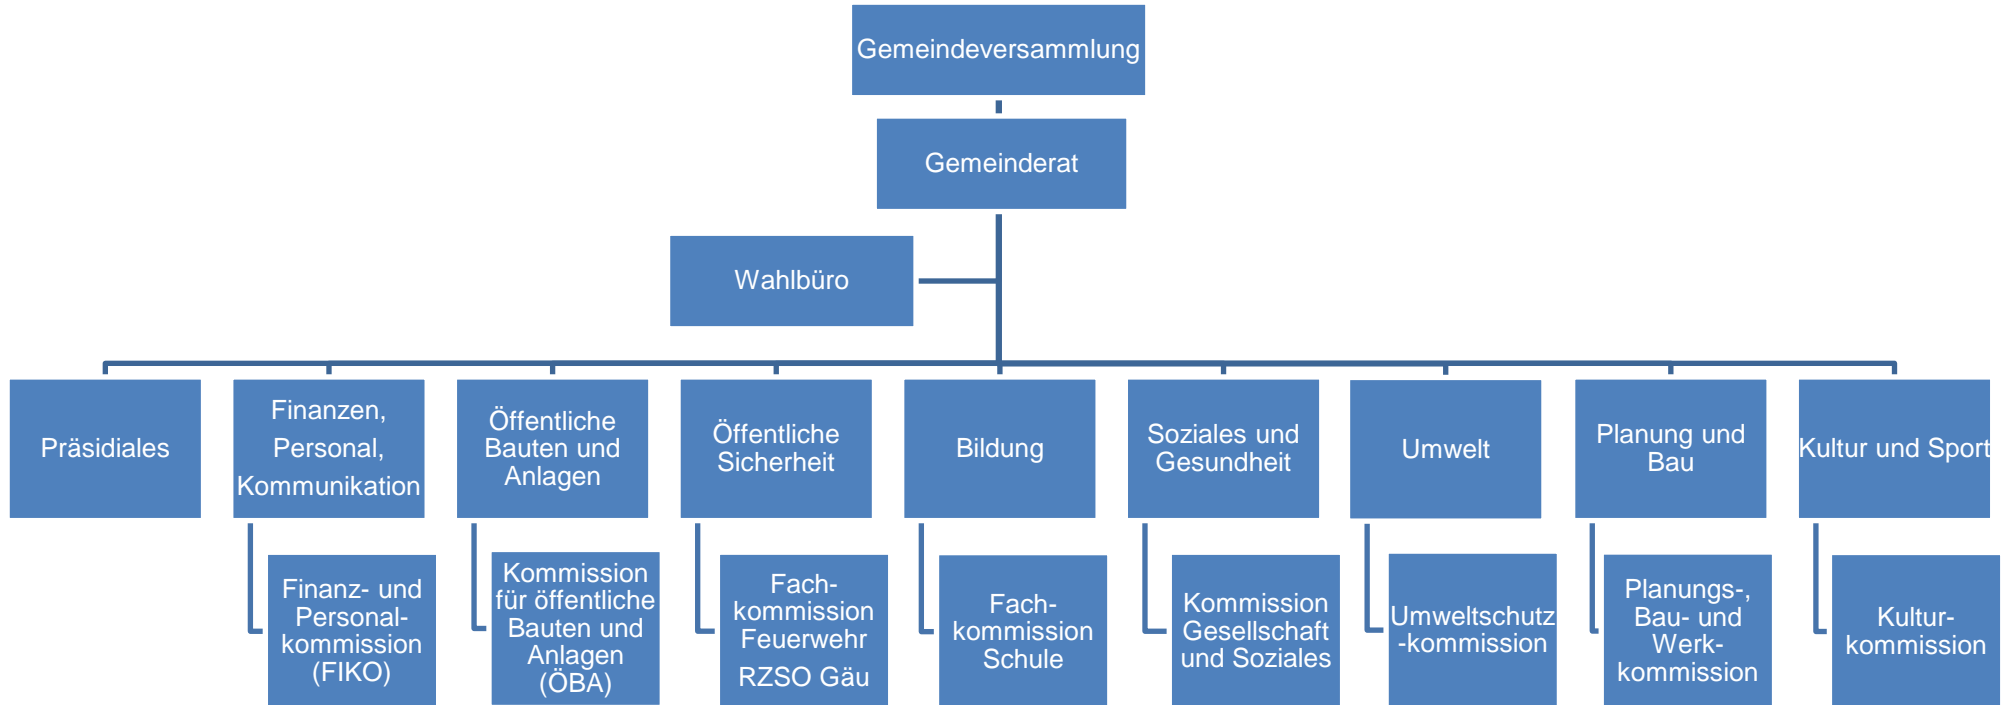 Gemeindeversammlung
Gemeinderat
Wahlbüro
Präsidiales
Finanzen,
Personal,
Kommunikation
Öffentliche
Bauten und
Anlagen
Öffentliche
Sicherheit
Bildung
Soziales und
Gesundheit
Umwelt
Planung und
Bau
Kultur und Sport
Finanz- und
Personal-
kommission
(FIKO)
Kommission
für öffentliche
Bauten und
Anlagen
(ÖBA)
Fach-
kommission
Feuerwehr
RZSO Gäu
Fach-
kommission
Schule
Kommission
Gesellschaft
und Soziales
Umweltschutz
-kommission
Planungs-,
Bau- und
Werk-
kommission
Kultur-
kommission